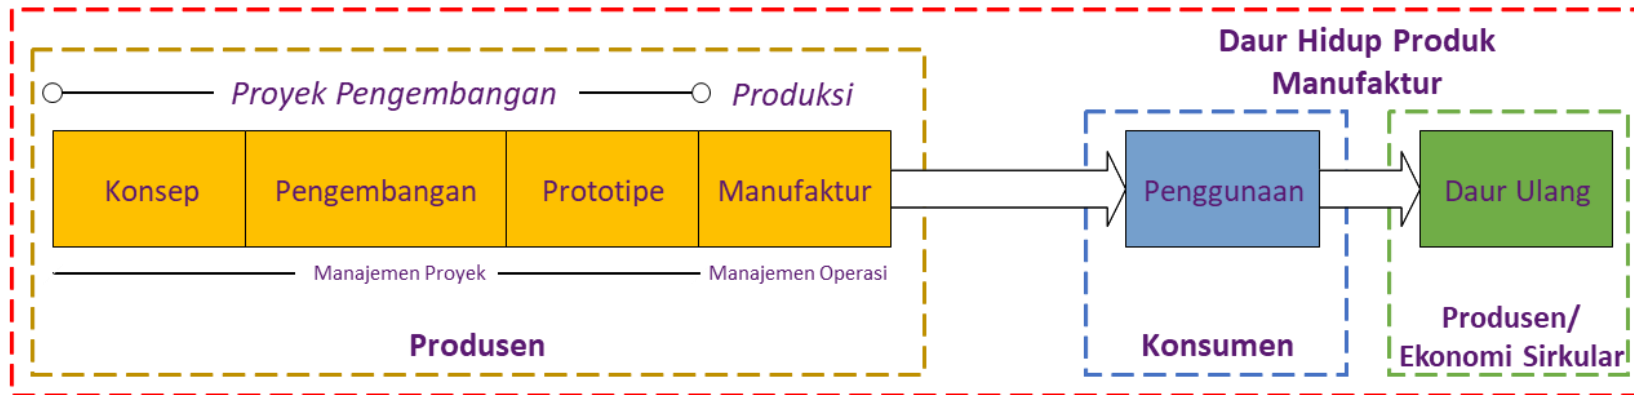 Daur Hidup Produk
Manufaktur
Proyek Pengembangan
Produksi
Konsep
Pengembangan
Prototipe
Manufaktur
Penggunaan
Daur Ulang
Manajemen Proyek
Manajemen Operasi
Produsen
Konsumen
Produsen/
Ekonomi Sirkular